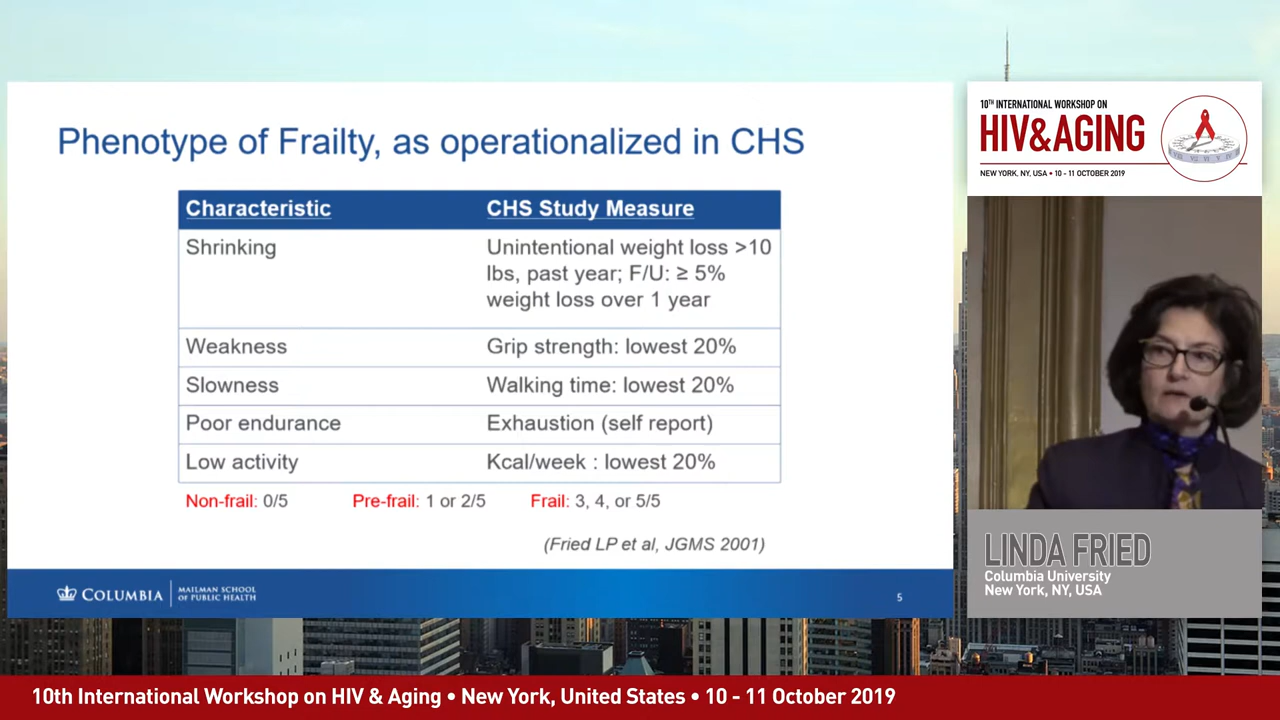 Phenotype of Frailty, as operationalized in CHS
Characteristic CHS Study Measure
Shrinking Unintentional weight loss >10
lbs, past year; F/U: ≥ 5%
weight loss over 1 year
Weakness Grip strength: lowest 20%
Slowness Walking time: lowest 20%
Poor endurance Exhaustion (self report)
Low activity Kcal/week : lowest 20%
Non-frail: 0/5 Pre-frail: 1 or 2/5 Frail: 3, 4, or 5/5
(Fried LP et al, JGMS 2001)
COLUMBIA
MAILMAN SCHOOL
OF PUBLIC HEALTH
5
10TH INTERNATIONAL WORKSHOP ON
HIV&AGING
NEW YORK, NY, USA • 10 - 11 OCTOBER 2019
LINDA FRIED
Columbia University
New York, NY, USA
10th International Workshop on HIV & Aging • New York, United States • 10 - 11 October 2019